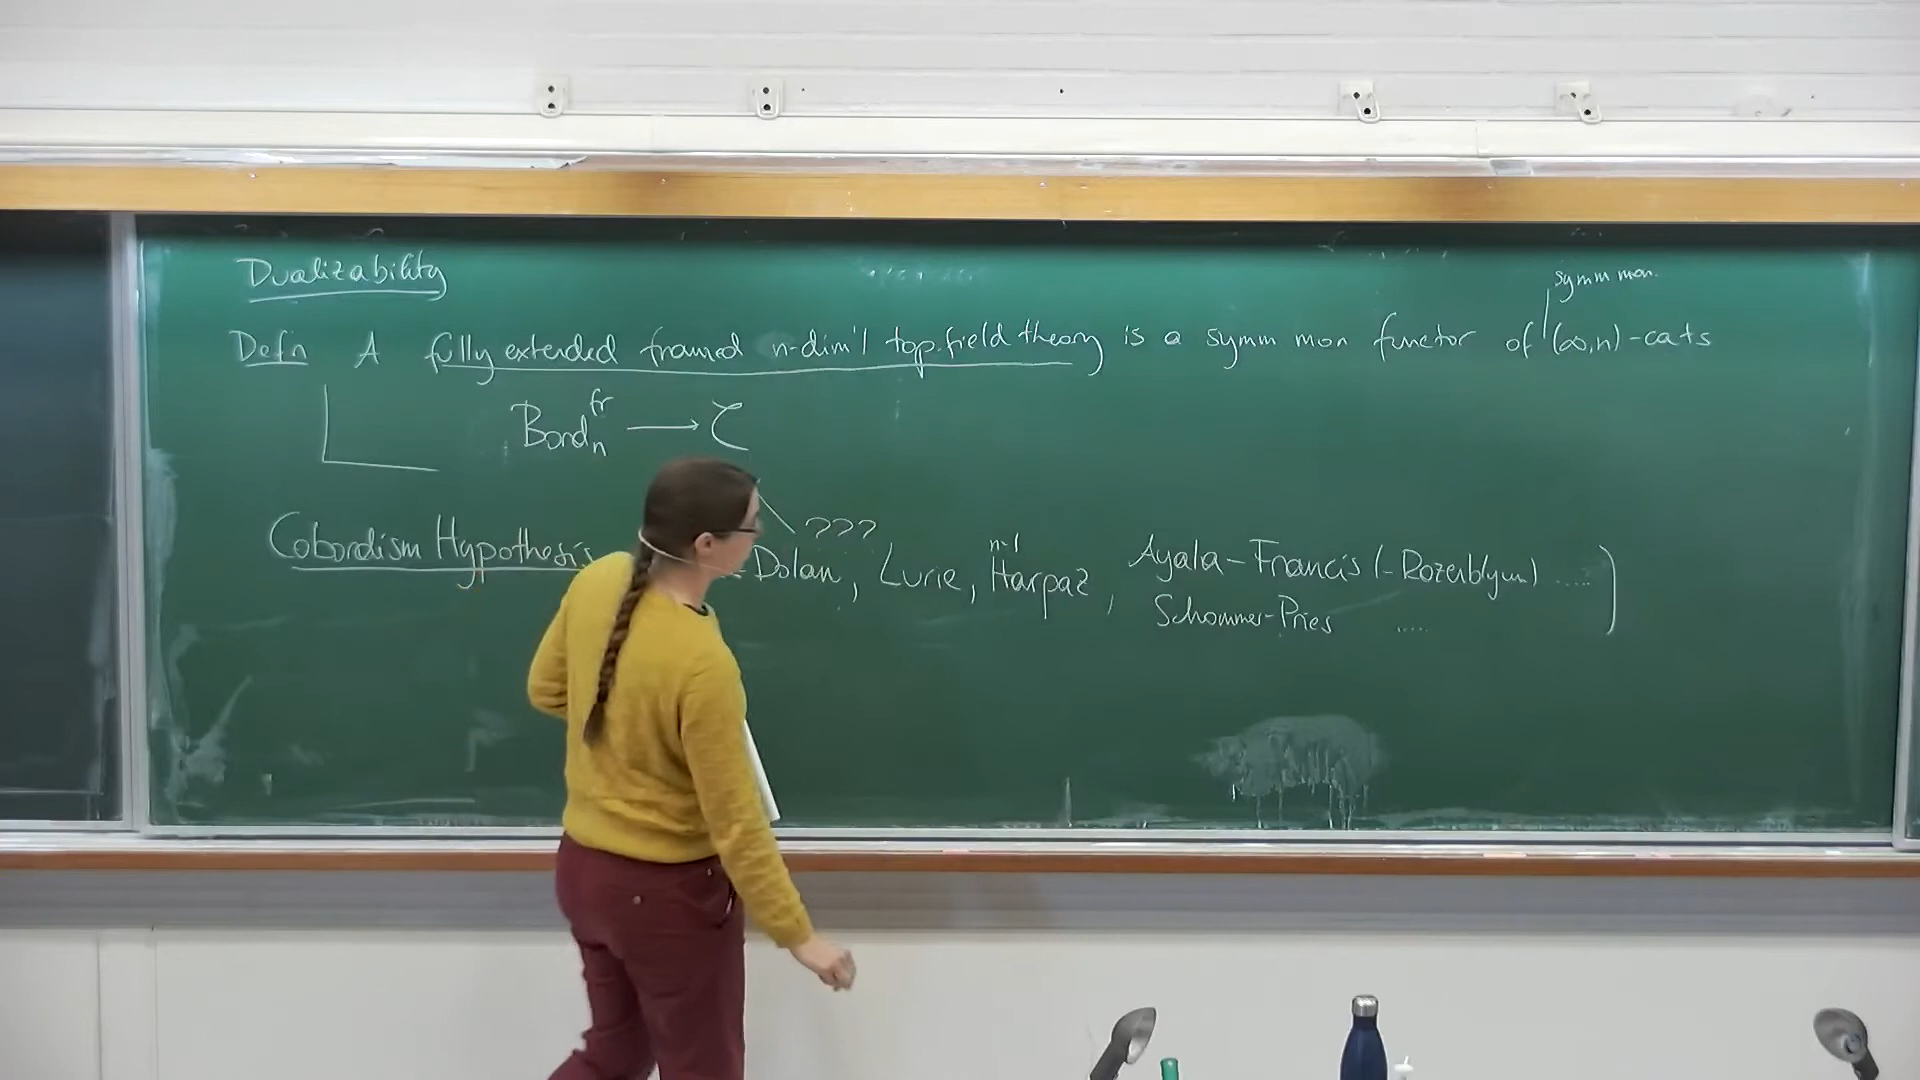 Dualizability
symm mon.
Defn A fully extended framed n-dim'l top. field theory is a symm mon functor of (∞,n)-cats
Bord_n^fr → C
???
Cobordism Hypothesis -Dolan, Lurie, Harpaz, Ayala-Francis (-Rozenblyum) .....
n-1
Schommer-Pries .....)